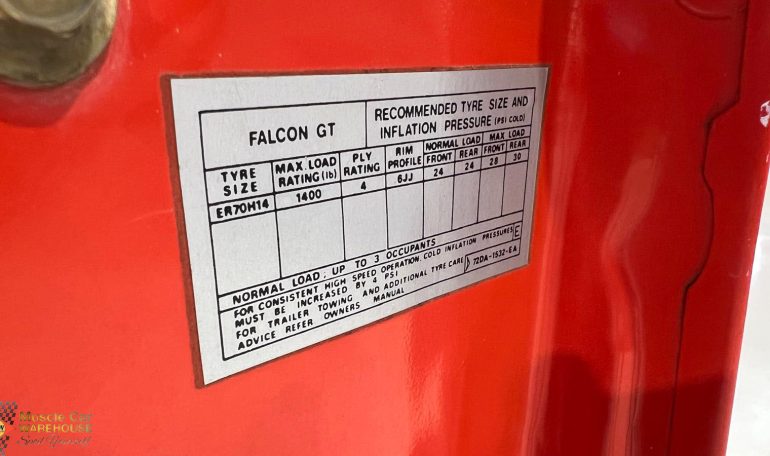 FALCON GT
RECOMMENDED TYRE SIZE AND
INFLATION PRESSURE (PSI COLD)
TYRE SIZE MAX. LOAD RATING (lb) PLY RATING RIM PROFILE NORMAL LOAD FRONT REAR MAX LOAD FRONT REAR
ER70H14 1400 4 6JJ 24 24 28 30
NORMAL LOAD: UP TO 3 OCCUPANTS
FOR CONSISTENT HIGH SPEED OPERATION, COLD INFLATION PRESSURES
MUST BE INCREASED BY 4 PSI
FOR TRAILER TOWING AND ADDITIONAL TYRE CARE
ADVICE REFER OWNERS MANUAL
E
72DA-1532-EA
Muscle Car
WAREHOUSE
Spoil Yourself